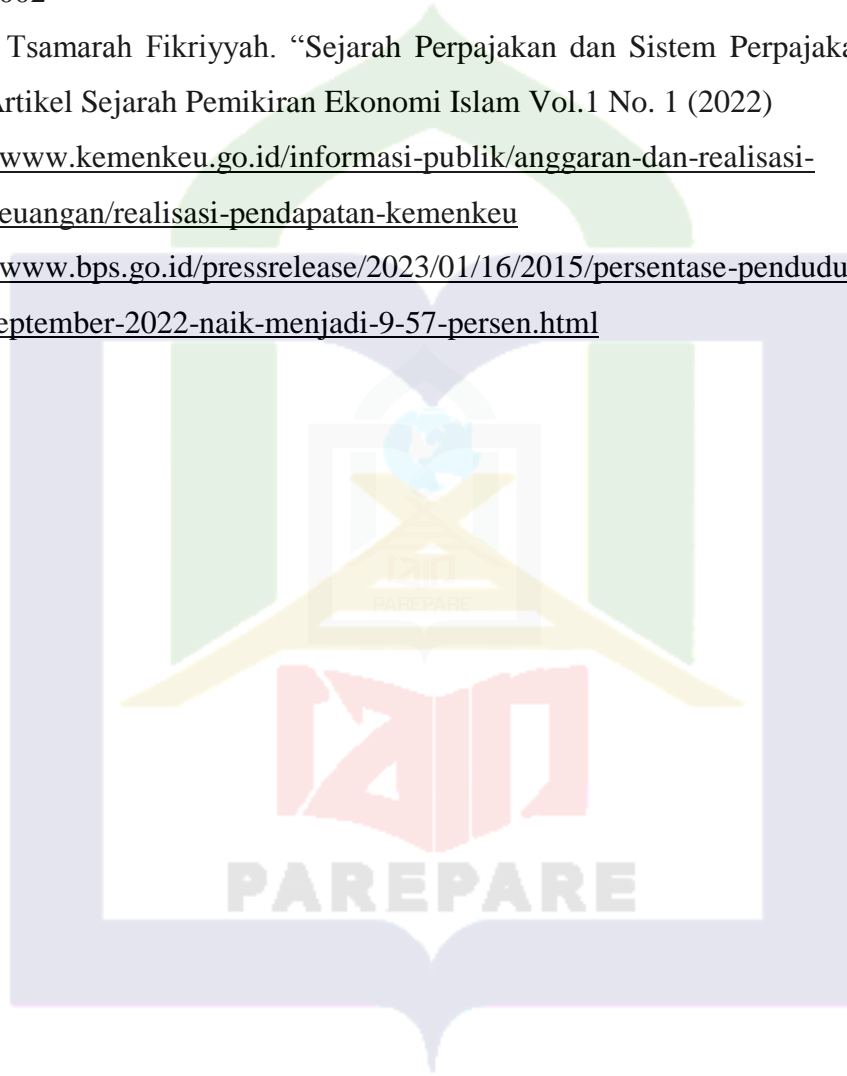 Tsamarah Fikriyyah. “Sejarah Perpajakan dan Sistem Perpajaka
Artikel Sejarah Pemikiran Ekonomi Islam Vol.1 No. 1 (2022)
www.kemenkeu.go.id/informasi-publik/anggaran-dan-realisasi-
euangan/realisasi-pendapatan-kemenkeu
www.bps.go.id/pressrelease/2023/01/16/2015/persentase-pendudu
eptember-2022-naik-menjadi-9-57-persen.html
iain
PAREPARE
iain
PAREPARE